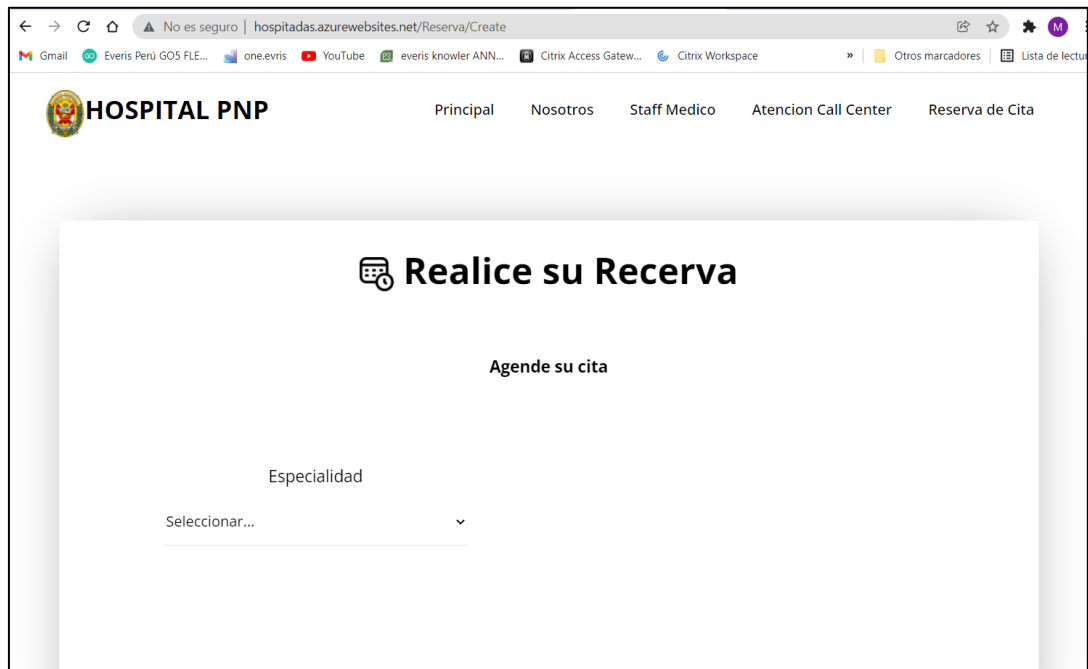 No es seguro | hospitadas.azurewebsites.net/Reserva/Create M
Gmail Everis Perú GO5 FLE... one.evris YouTube everis knowler ANN... Citrix Access Gatew... Citrix Workspace » Otros marcadores Lista de lectur
HOSPITAL PNP Principal Nosotros Staff Medico Atencion Call Center Reserva de Cita
Realice su Recerva
Agende su cita
Especialidad
Seleccionar...